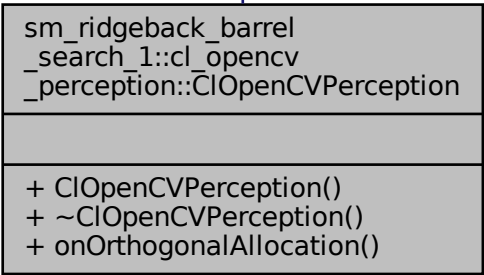 sm_ridgeback_barrel
_search_1::cl_opencv
_perception::ClOpenCVPerception
+ ClOpenCVPerception()
+ ~ClOpenCVPerception()
+ onOrthogonalAllocation()